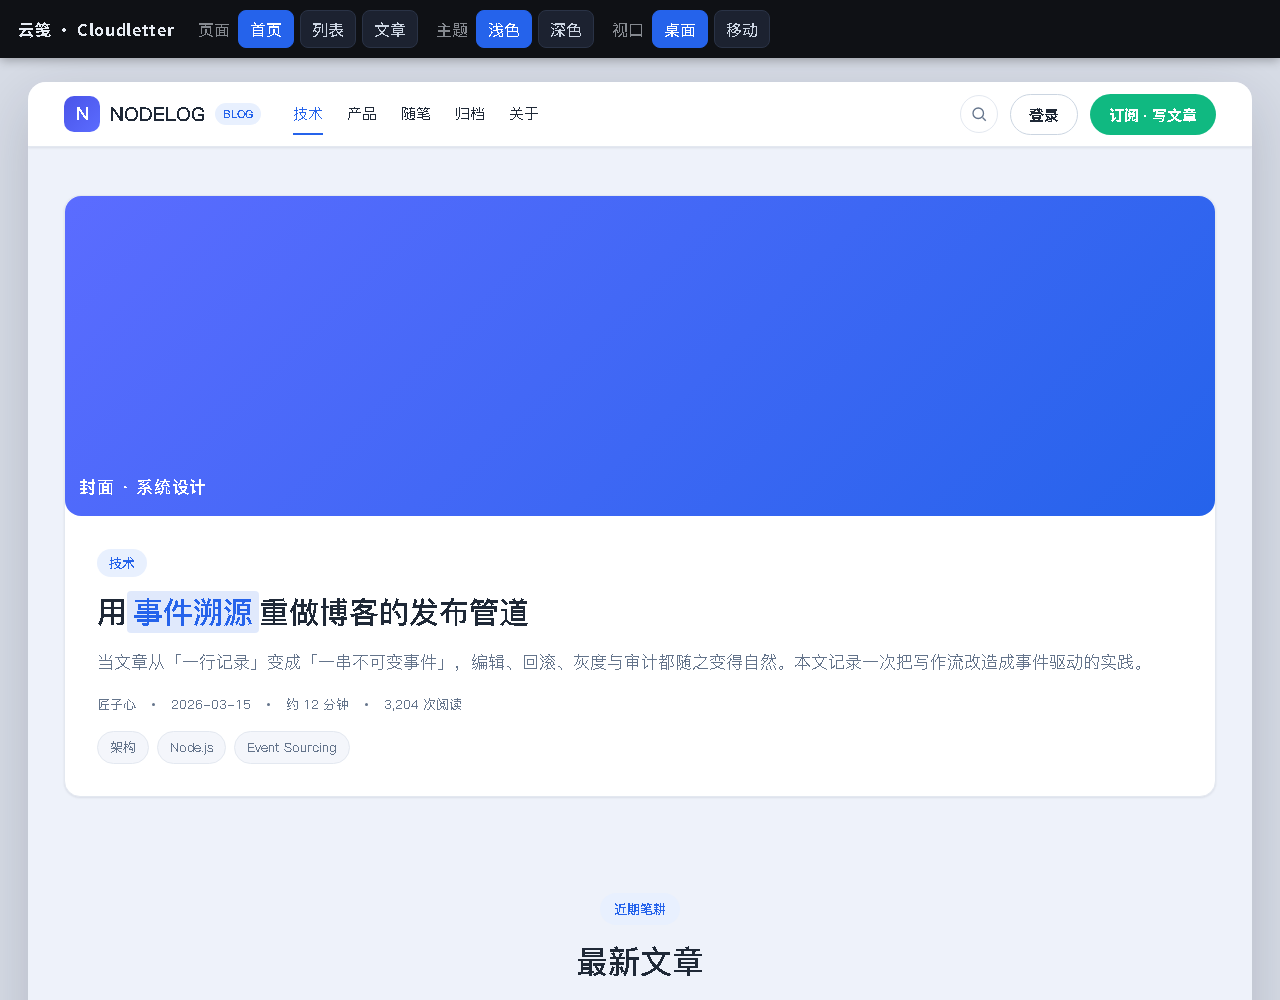 云笺 · Cloudletter 页面 首页 列表 文章 主题 浅色 深色 视口 桌面 移动
N NODELOG BLOG 技术 产品 随笔 归档 关于 登录 订阅 · 写文章
封面 · 系统设计
技术
用事件溯源重做博客的发布管道
当文章从「一行记录」变成「一串不可变事件」，编辑、回滚、灰度与审计都随之变得自然。本文记录一次把写作流改造成事件驱动的实践。
匠子心 • 2026-03-15 • 约 12 分钟 • 3,204 次阅读
架构 Node.js Event Sourcing
近期笔耕
最新文章